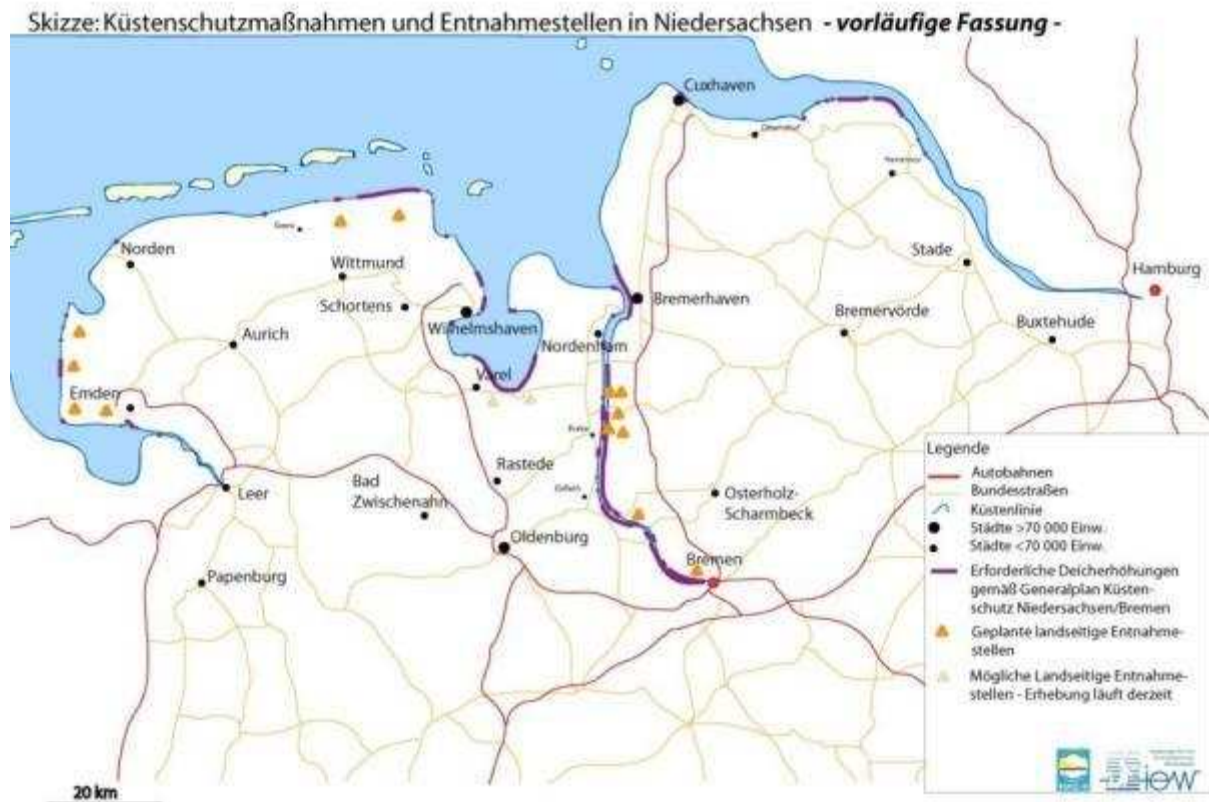 Skizze: Küstenschutzmaßnahmen und Entnahmestellen in Niedersachsen - vorläufige Fassung -
Cuxhaven
Norden
Wittmund
Schortens
Wilhelmshaven
Aurich
Emden
Varel
Nordenham
Bremerhaven
Stade
Hamburg
Bremervörde
Buxtehude
Leer
Bad
Zwischenahn
Rastede
Oldenburg
Osterholz-
Scharmbeck
Bremen
Papenburg
Legende
Autobahnen
Bundesstraßen
Küstenlinie
Städte >70 000 Einw.
Städte <70 000 Einw.
Erforderliche Deicherhöhungen
gemäß Generalplan Küsten-
schutz Niedersachsen/Bremen
Geplante landseitige Entnahme-
stellen
Mögliche Landseitige Entnahme-
stellen - Erhebung läuft derzeit
20 km